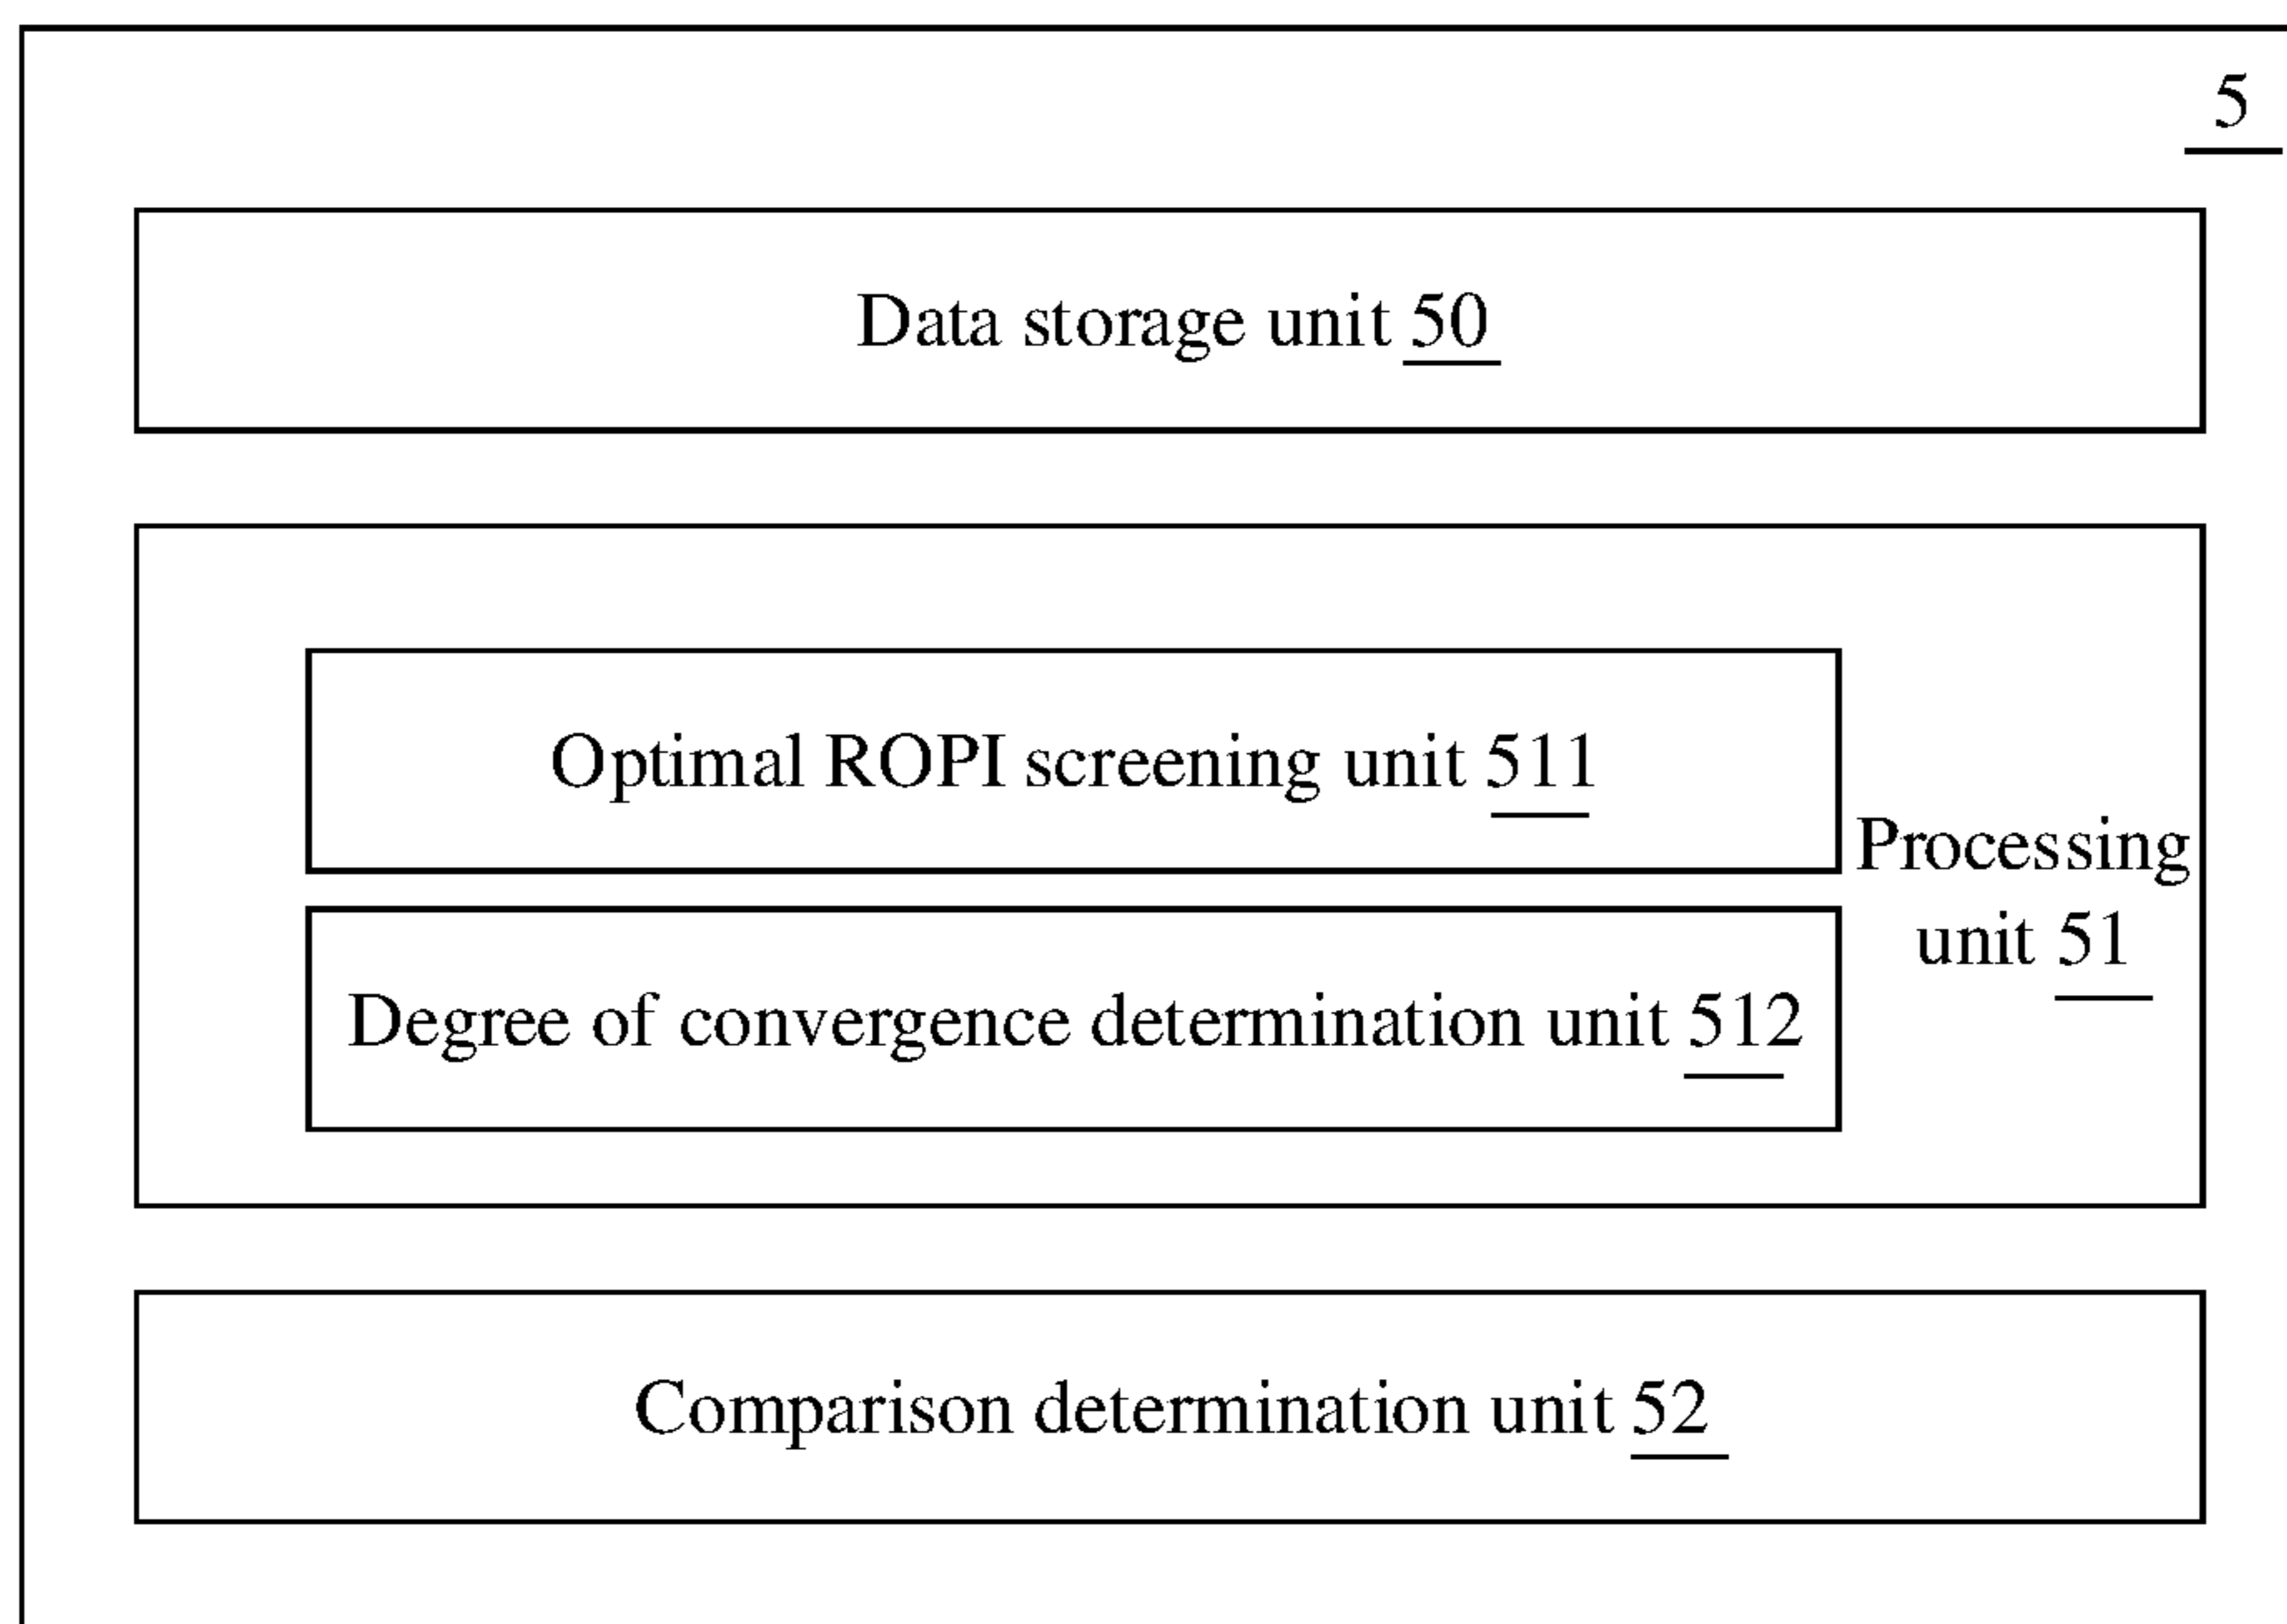 5
Data storage unit 50
Optimal ROPI screening unit 511
Processing
unit 51
Degree of convergence determination unit 512
Comparison determination unit 52